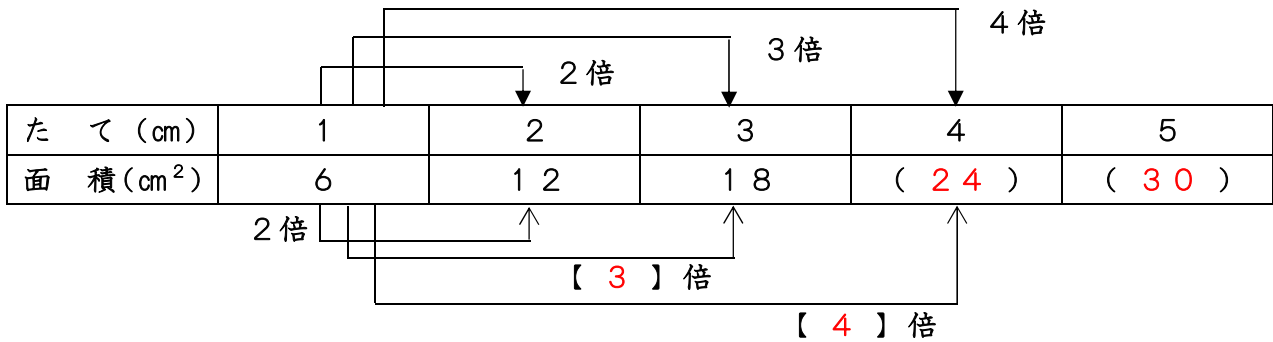 4倍
3倍
2倍
たて(cm) 1 2 3 4 5
面積(cm²) 6 12 18 (24) (30)
2倍
【 3 】倍
【 4 】倍